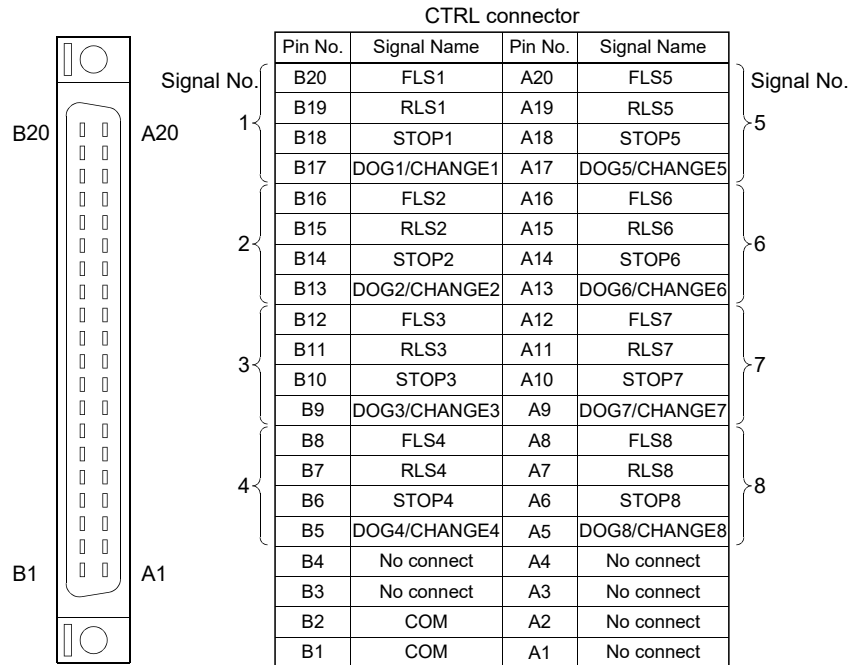 CTRL connector
Pin No. Signal Name Pin No. Signal Name
Signal No. B20 FLS1 A20 FLS5 Signal No.
B19 RLS1 A19 RLS5
1 5
B20 A20 B18 STOP1 A18 STOP5
B17 DOG1/CHANGE1 A17 DOG5/CHANGE5
B16 FLS2 A16 FLS6
B15 RLS2 A15 RLS6
2 6
B14 STOP2 A14 STOP6
B13 DOG2/CHANGE2 A13 DOG6/CHANGE6
B12 FLS3 A12 FLS7
B11 RLS3 A11 RLS7
3 7
B10 STOP3 A10 STOP7
B9 DOG3/CHANGE3 A9 DOG7/CHANGE7
B8 FLS4 A8 FLS8
B7 RLS4 A7 RLS8
4 8
B6 STOP4 A6 STOP8
B5 DOG4/CHANGE4 A5 DOG8/CHANGE8
B4 No connect A4 No connect
B1 A1
B3 No connect A3 No connect
B2 COM A2 No connect
B1 COM A1 No connect